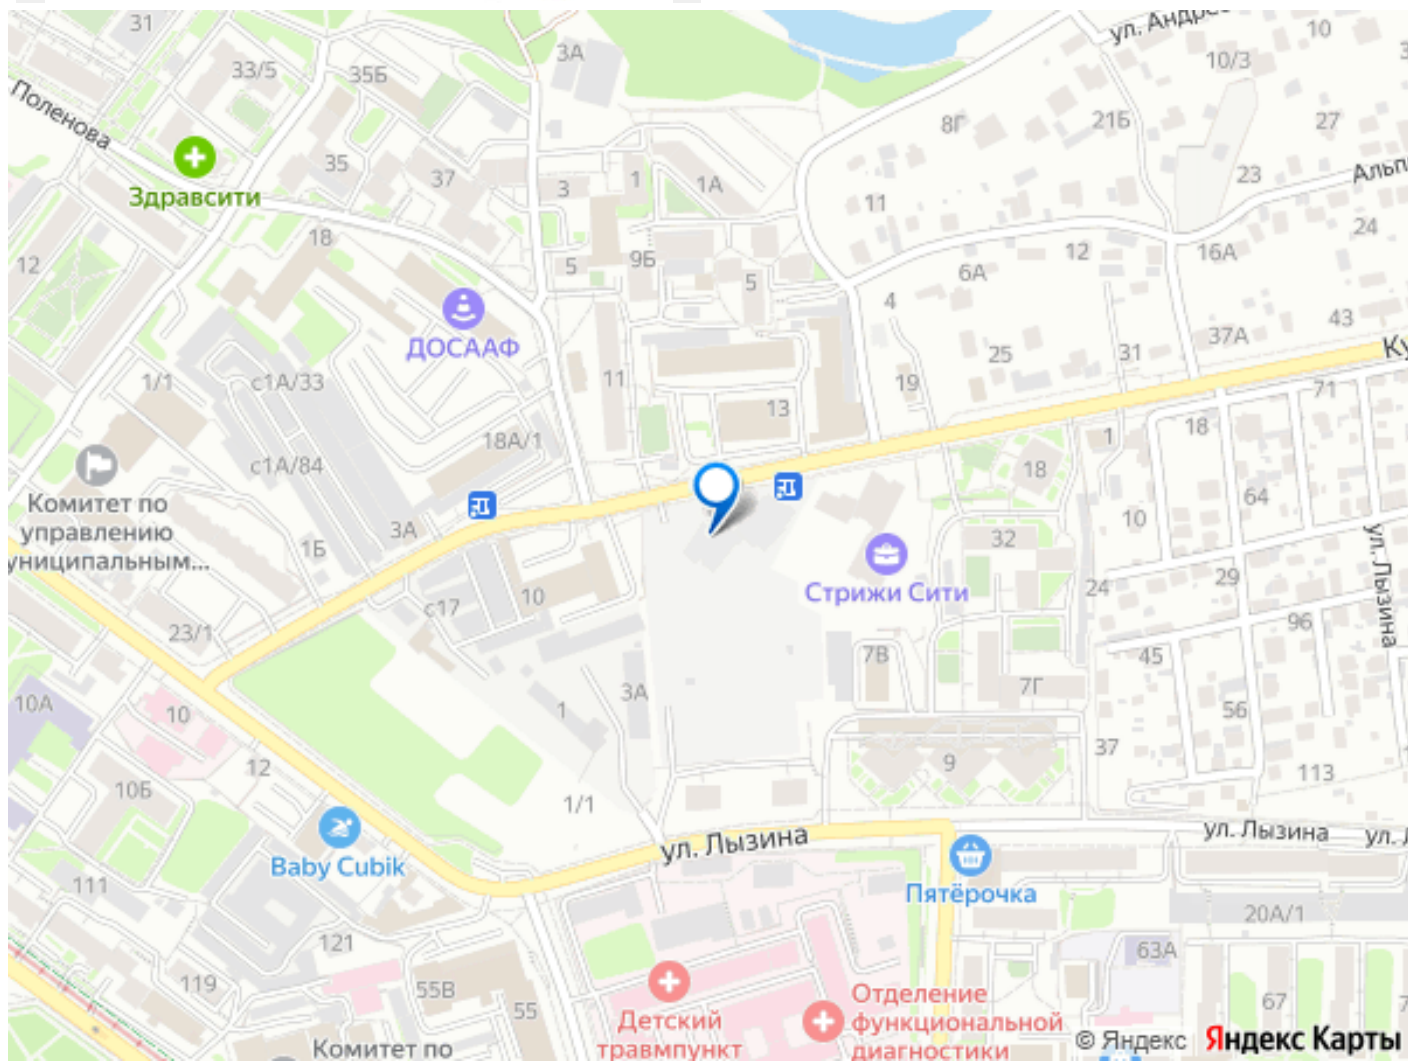 31
33/5
35Б
3А
ул. Андре
10
10/3
Поленова
Здравсити
35
37
3
1
1А
8Г
21Б
27
23
Альп
11
24
12
18
5
9Б
5
6А
12
16А
4
ДОСААФ
43
37А
1/1
с1А/33
11
13
25
19
31
Ку
71
18А/1
с1А/84
18
1
18
64
Комитет по
управлению
униципальным...
3А
1Б
10
32
ул. Лызина
Стрижи Сити
с17
10
24
29
96
23/1
7В
45
3А
7Г
10А
10
1
56
12
9
37
113
10Б
1/1
ул. Лызина
ул. Лызина
ул. Л
Baby Cubik
Пятёрочка
111
20А/1
121
63А
119
55В
55
67
7
Детский
травмпункт
Отделение
функциональной
диагностики
Комитет по
© Яндекс Яндекс Карты